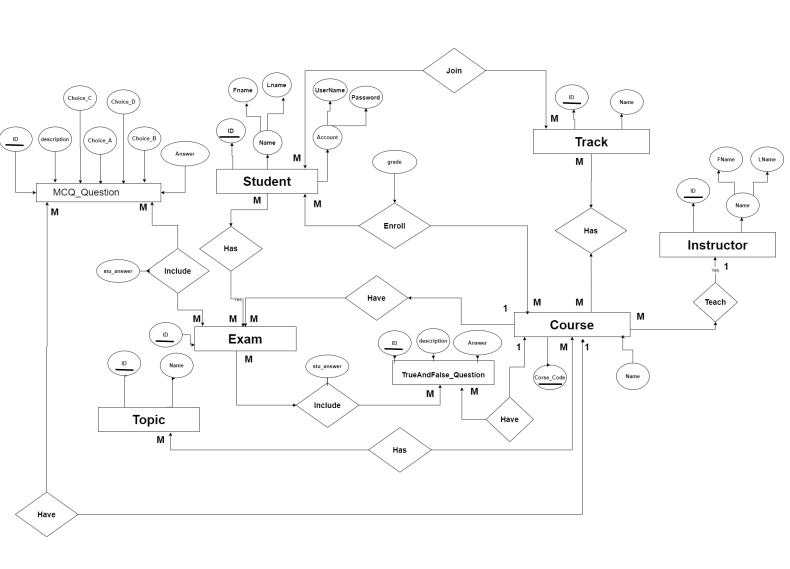 Join
Choice_C
Choice_D
Fname
Lname
UserName
Password
ID
Name
ID
description
Choice_A
Choice_B
Answer
ID
Name
Account
M
M
Track
M
MCQ_Question
M
M
Student
M
M
grade
Enroll
Has
Has
FName
LName
ID
Name
Instructor
Yes
1
Teach
stu_answer
Include
Yes
Have
M
M
M
1
M
M
M
ID
Exam
M
Course
ID
description
Answer
1
M
1
Corse_Code
Name
ID
Name
stu_answer
TrueAndFalse_Question
M
M
Include
Have
Topic
M
Has
Have